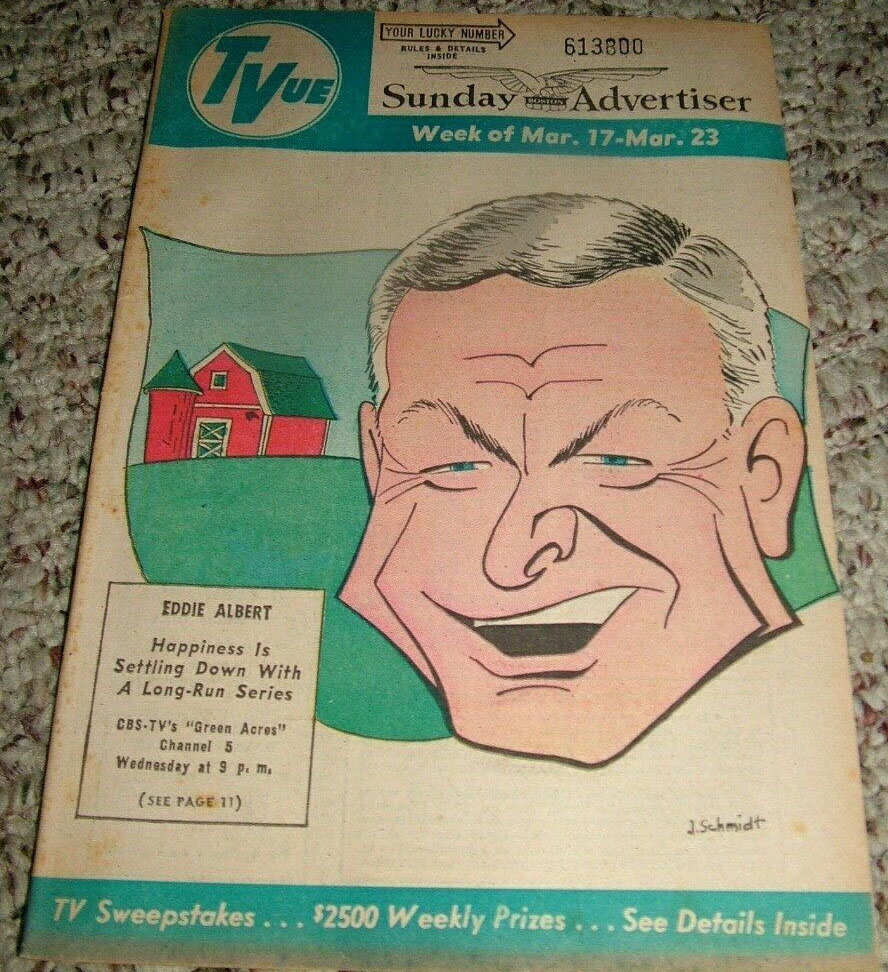 TVUE
YOUR LUCKY NUMBER
RULES & DETAILS
INSIDE
613800
Sunday BOSTON Advertiser
Week of Mar. 17-Mar. 23
EDDIE ALBERT
Happiness Is
Settling Down With
A Long-Run Series
CBS-TV's "Green Acres"
Channel 5
Wednesday at 9 p. m.
(SEE PAGE 11)
J. Schmidt
TV Sweepstakes ... $2500 Weekly Prizes ... See Details Inside